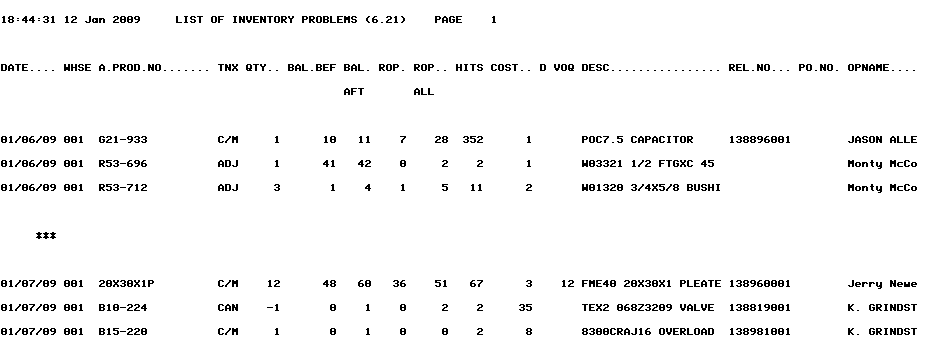 18:44:31 12 Jan 2009     LIST OF INVENTORY PROBLEMS (6.21)    PAGE    1
DATE.... WHSE A.PROD.NO....... TNX QTY.. BAL.BEF BAL. ROP. ROP.. HITS COST.. D VOQ DESC............... REL.NO... PO.NO. OPNAME....
AFT       ALL
01/06/09 001  G21-933          C/M     1      10   11    7    28  352      1       POC7.5 CAPACITOR     138896001        JASON ALLE
01/06/09 001  R53-696          ADJ     1      41   42    0     2    2      1       W03321 1/2 FTGXC 45                   Monty McCo
01/06/09 001  R53-712          ADJ     3       1    4    1     5   11      2       W01320 3/4X5/8 BUSHI                  Monty McCo
***
01/07/09 001  20X30X1P         C/M    12      48   60   36    51   67      3    12 FME40 20X30X1 PLEATE 138960001        Jerry Newe
01/07/09 001  B10-224          CAN    -1       0    1    0     2    2     35       TEX2 068Z3209 VALVE  138819001        K. GRINDST
01/07/09 001  B15-220          C/M     1       0    1    0     0    2      8       8300CRAJ16 OVERLOAD  138981001        K. GRINDST